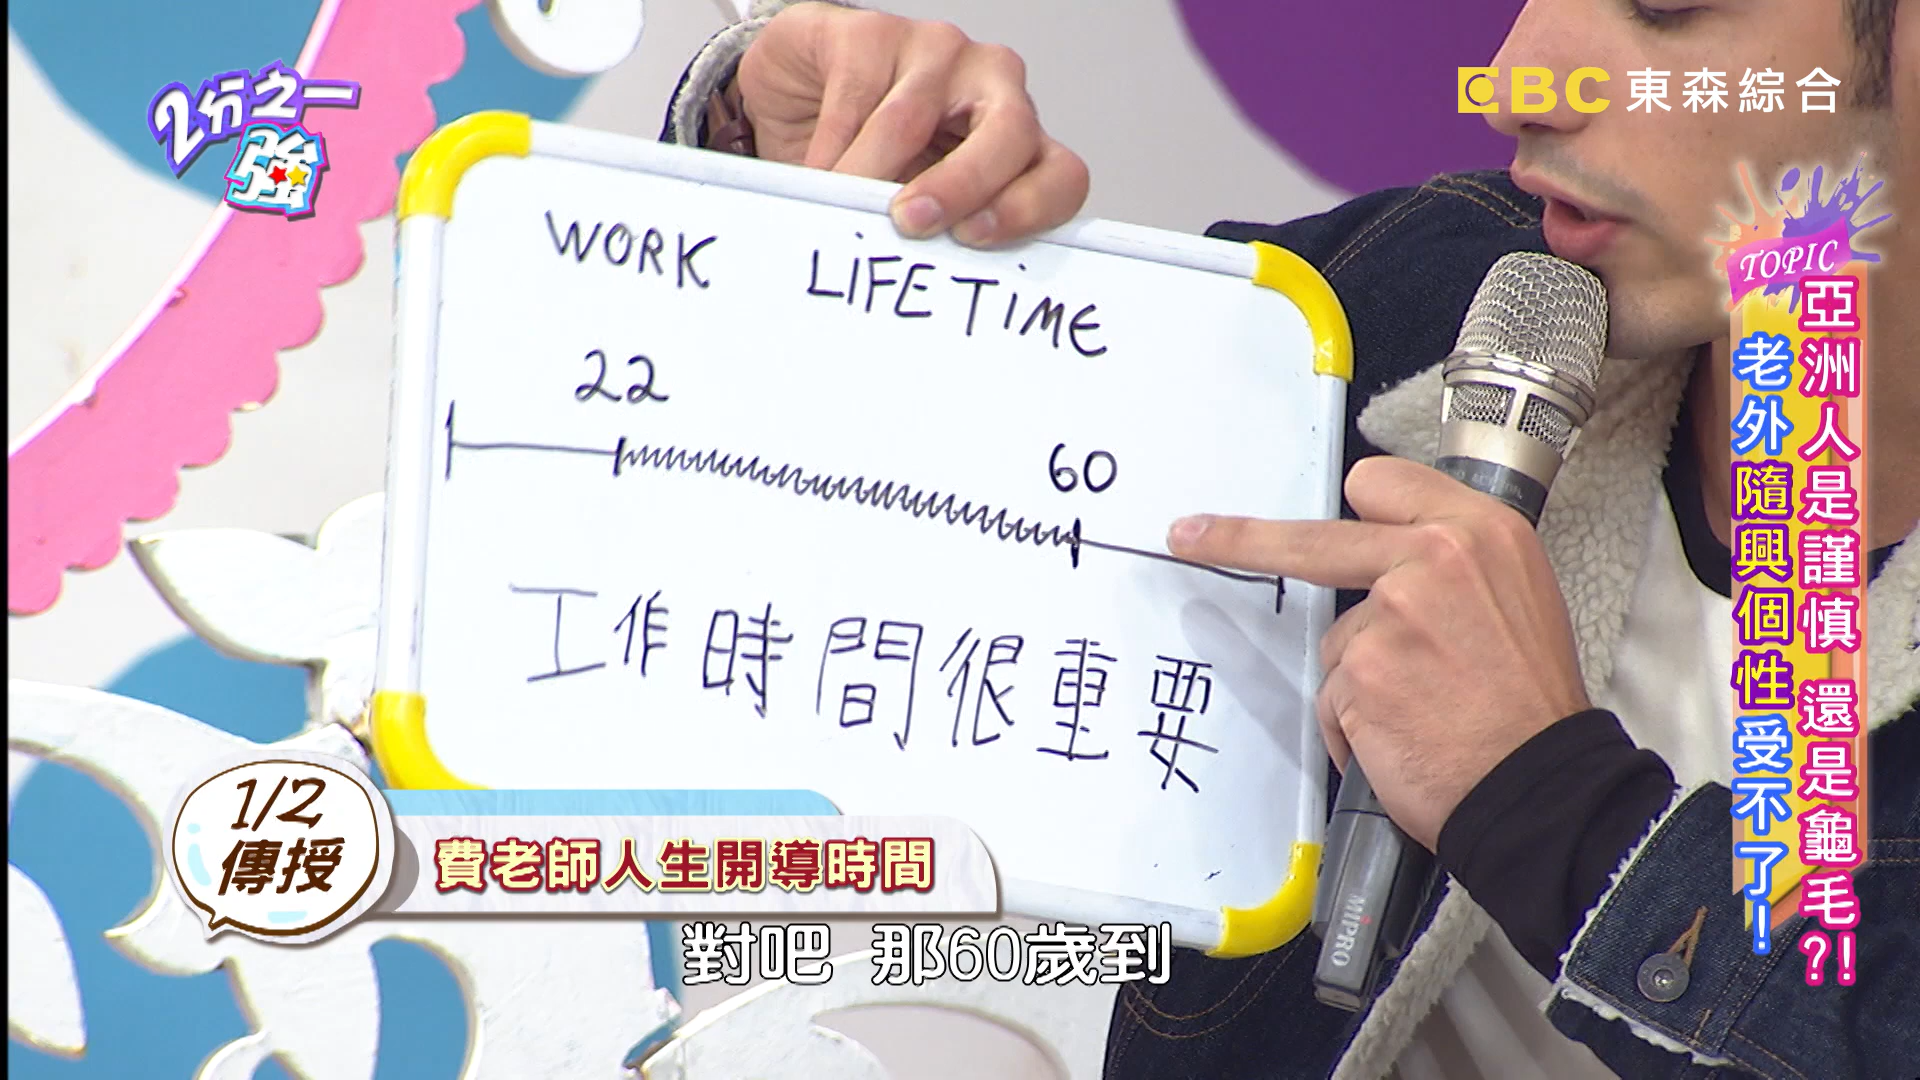 2分之一
強
EBC 東森綜合
TOPIC
亞洲人是謹慎 還是龜毛?!
老外隨興個性受不了!
WORK LiFETiME
22
60
工作時間很重要
MIPRO
1/2
傳授
費老師人生開導時間
對吧 那60歲到